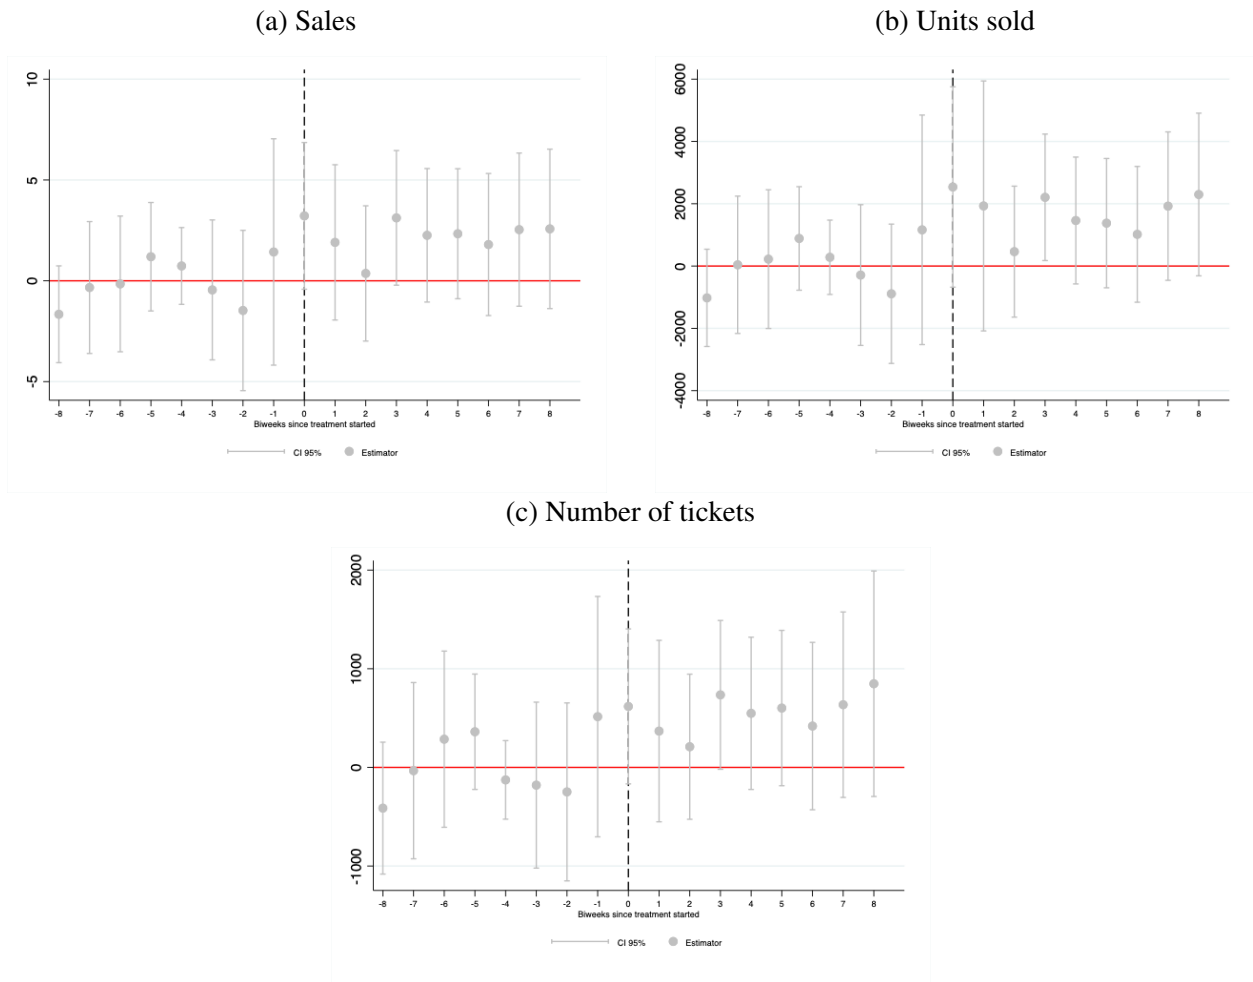 (a) Sales
10
5
0
-5
-8 -7 -6 -5 -4 -3 -2 -1 0 1 2 3 4 5 6 7 8
Biweeks since treatment started
CI 95% Estimator
(b) Units sold
6000
4000
2000
0
-2000
-4000
-8 -7 -6 -5 -4 -3 -2 -1 0 1 2 3 4 5 6 7 8
Biweeks since treatment started
CI 95% Estimator
(c) Number of tickets
2000
1000
0
-1000
-8 -7 -6 -5 -4 -3 -2 -1 0 1 2 3 4 5 6 7 8
Biweeks since treatment started
CI 95% Estimator